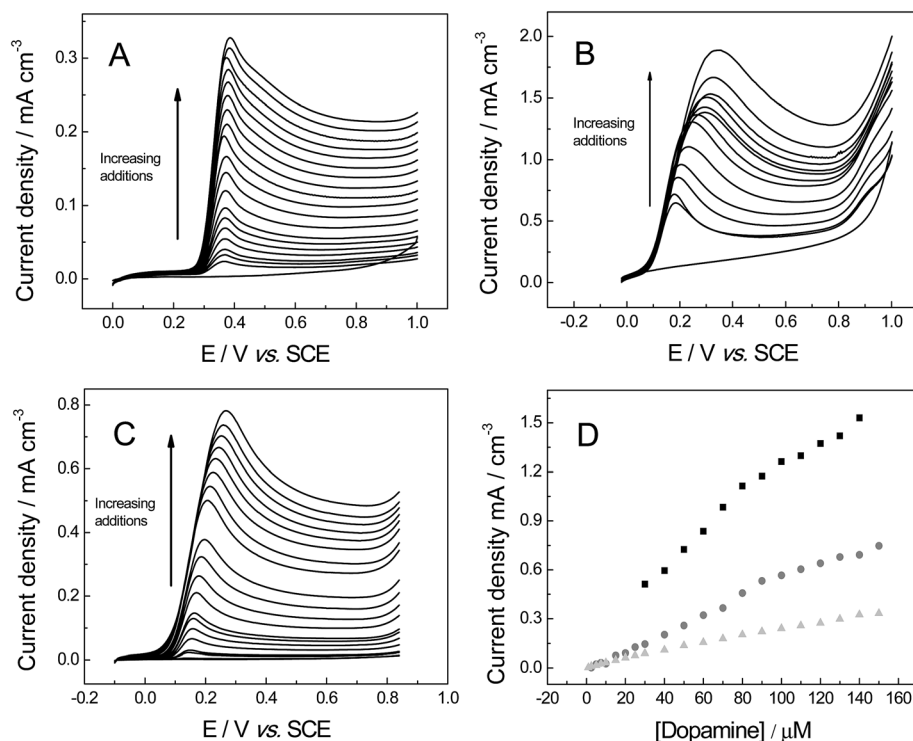 A
0.3
0.2
0.1
0.0
Current density / mA cm⁻³
Increasing
additions
0.0 0.2 0.4 0.6 0.8 1.0
E / V vs. SCE
B
2.0
1.5
1.0
0.5
0.0
Current density / mA cm⁻³
Increasing
additions
-0.2 0.0 0.2 0.4 0.6 0.8 1.0
E / V vs. SCE
C
0.8
0.6
0.4
0.2
0.0
Current density / mA cm⁻³
Increasing
additions
-0.2 0.0 0.2 0.4 0.6 0.8
E / V vs. SCE
D
1.5
1.2
0.9
0.6
0.3
0.0
Current density mA / cm⁻³
-20 0 20 40 60 80 100 120 140 160
[Dopamine] / μM